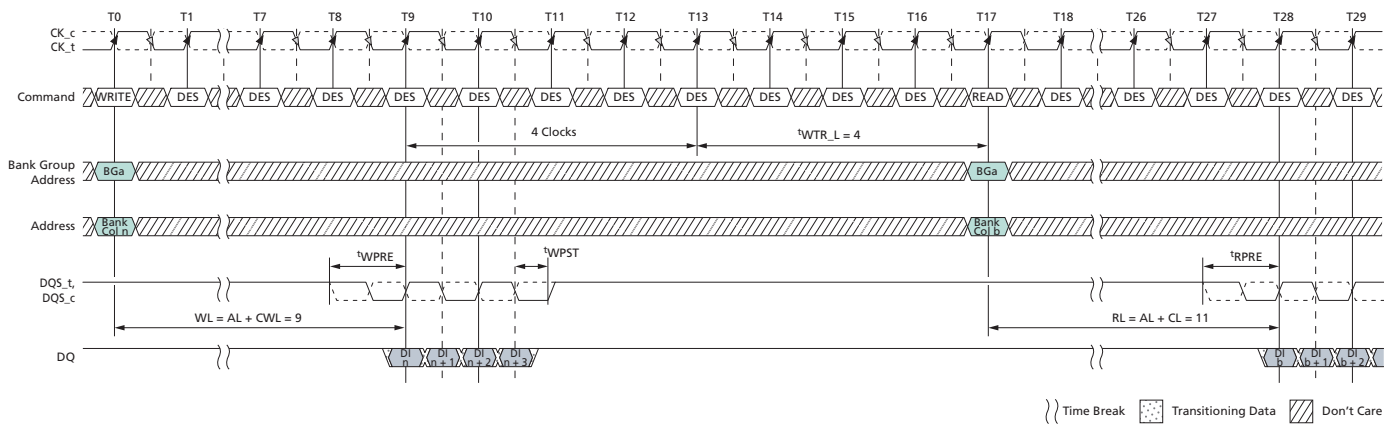 T0 T1 T7 T8 T9 T10 T11 T12 T13 T14 T15 T16 T17 T18 T26 T27 T28 T29
CK_c
CK_t
Command WRITE DES DES DES DES DES DES DES DES DES DES DES READ DES DES DES DES DES
4 Clocks tWTR_L = 4
Bank Group
Address BGa BGa
Address Bank
Col n Bank
Col b
tWPRE tWPST tRPRE
DQS_t,
DQS_c
WL = AL + CWL = 9 RL = AL + CL = 11
DQ DI
n DI
n + 1 DI
n + 2 DI
n + 3 DI
b DI
b + 1 DI
b + 2
Time Break Transitioning Data Don't Care